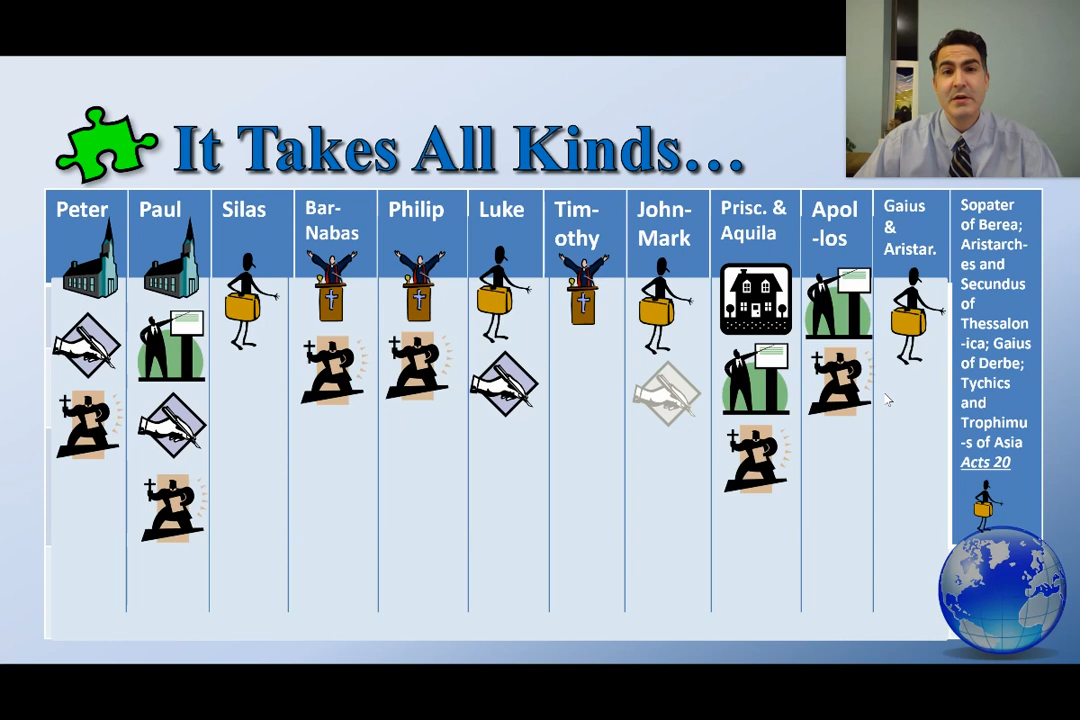 It Takes All Kinds…
Peter
Paul
Silas
Bar-
Nabas
Philip
Luke
Tim-
othy
John-
Mark
Prisc. &
Aquila
Apol
-los
Gaius
&
Aristar.
Sopater
of Berea;
Aristarch-
es and
Secundus
of
Thessalon
-ica; Gaius
of Derbe;
Tychics
and
Trophimu
-s of Asia
Acts 20